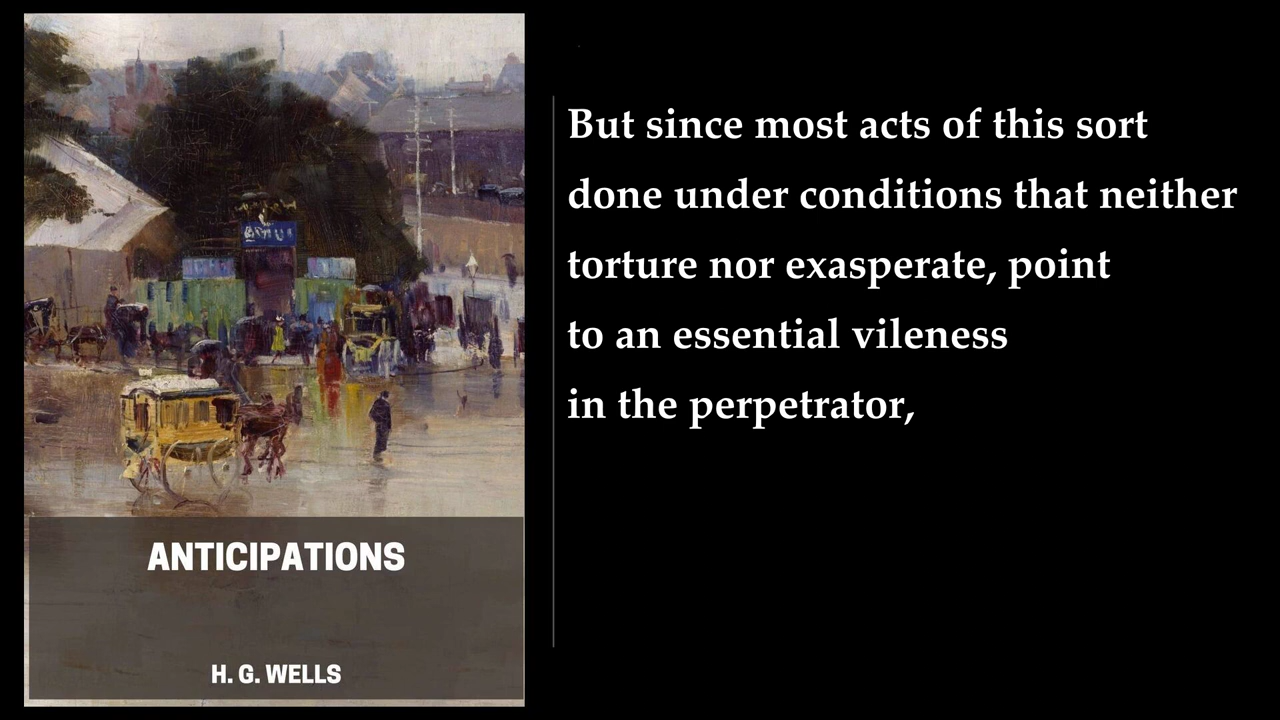 ANTICIPATIONS
H. G. WELLS
But since most acts of this sort
done under conditions that neither
torture nor exasperate, point
to an essential vileness
in the perpetrator,